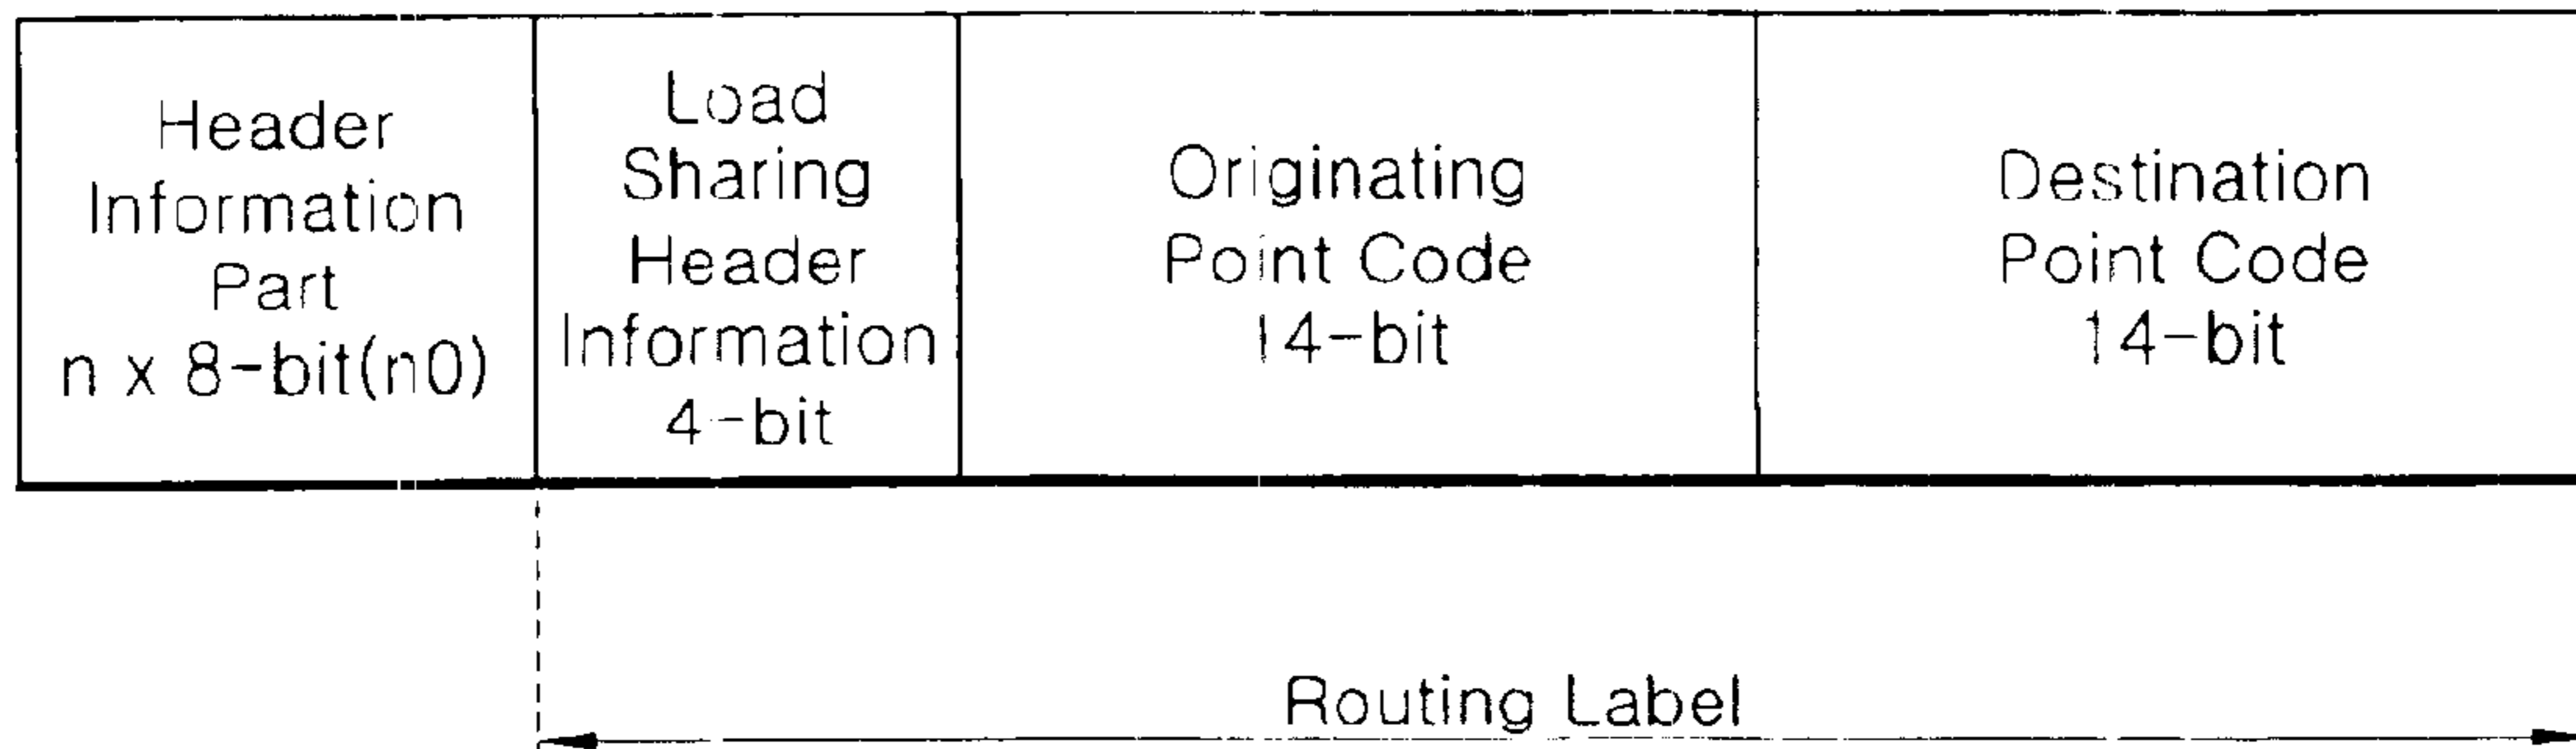 Header
Information
Part
n x 8-bit(n0)
Load
Sharing
Header
Information
4-bit
Originating
Point Code
14-bit
Destination
Point Code
14-bit
Routing Label